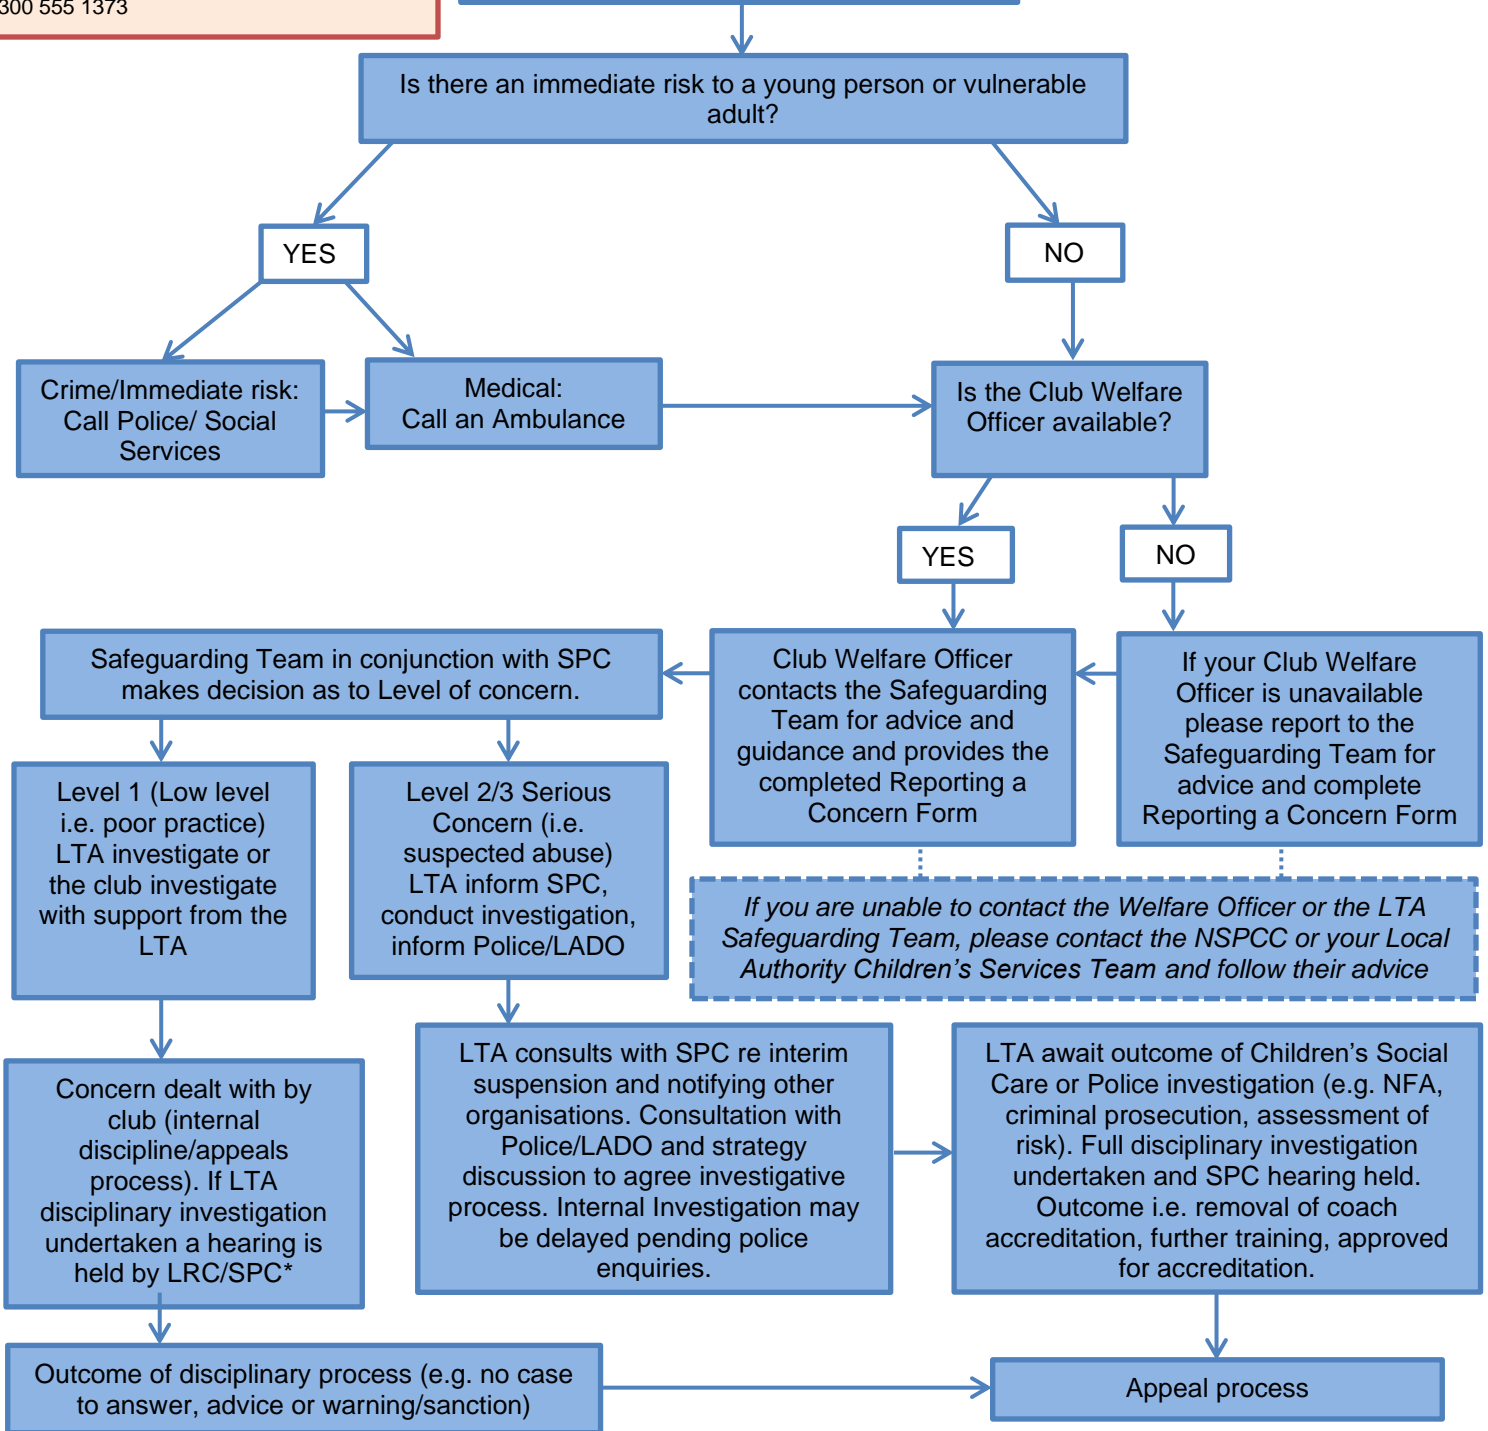 300 555 1373
Is there an immediate risk to a young person or vulnerable
adult?
YES
NO
Crime/Immediate risk:
Call Police/ Social
Services
Medical:
Call an Ambulance
Is the Club Welfare
Officer available?
YES
NO
Safeguarding Team in conjunction with SPC
makes decision as to Level of concern.
Club Welfare Officer
contacts the Safeguarding
Team for advice and
guidance and provides the
completed Reporting a
Concern Form
If your Club Welfare
Officer is unavailable
please report to the
Safeguarding Team for
advice and complete
Reporting a Concern Form
Level 1 (Low level
i.e. poor practice)
LTA investigate or
the club investigate
with support from the
LTA
Level 2/3 Serious
Concern (i.e.
suspected abuse)
LTA inform SPC,
conduct investigation,
inform Police/LADO
If you are unable to contact the Welfare Officer or the LTA
Safeguarding Team, please contact the NSPCC or your Local
Authority Children's Services Team and follow their advice
Concern dealt with by
club (internal
discipline/appeals
process). If LTA
disciplinary investigation
undertaken a hearing is
held by LRC/SPC*
LTA consults with SPC re interim
suspension and notifying other
organisations. Consultation with
Police/LADO and strategy
discussion to agree investigative
process. Internal Investigation may
be delayed pending police
enquiries.
LTA await outcome of Children's Social
Care or Police investigation (e.g. NFA,
criminal prosecution, assessment of
risk). Full disciplinary investigation
undertaken and SPC hearing held.
Outcome i.e. removal of coach
accreditation, further training, approved
for accreditation.
Outcome of disciplinary process (e.g. no case
to answer, advice or warning/sanction)
Appeal process